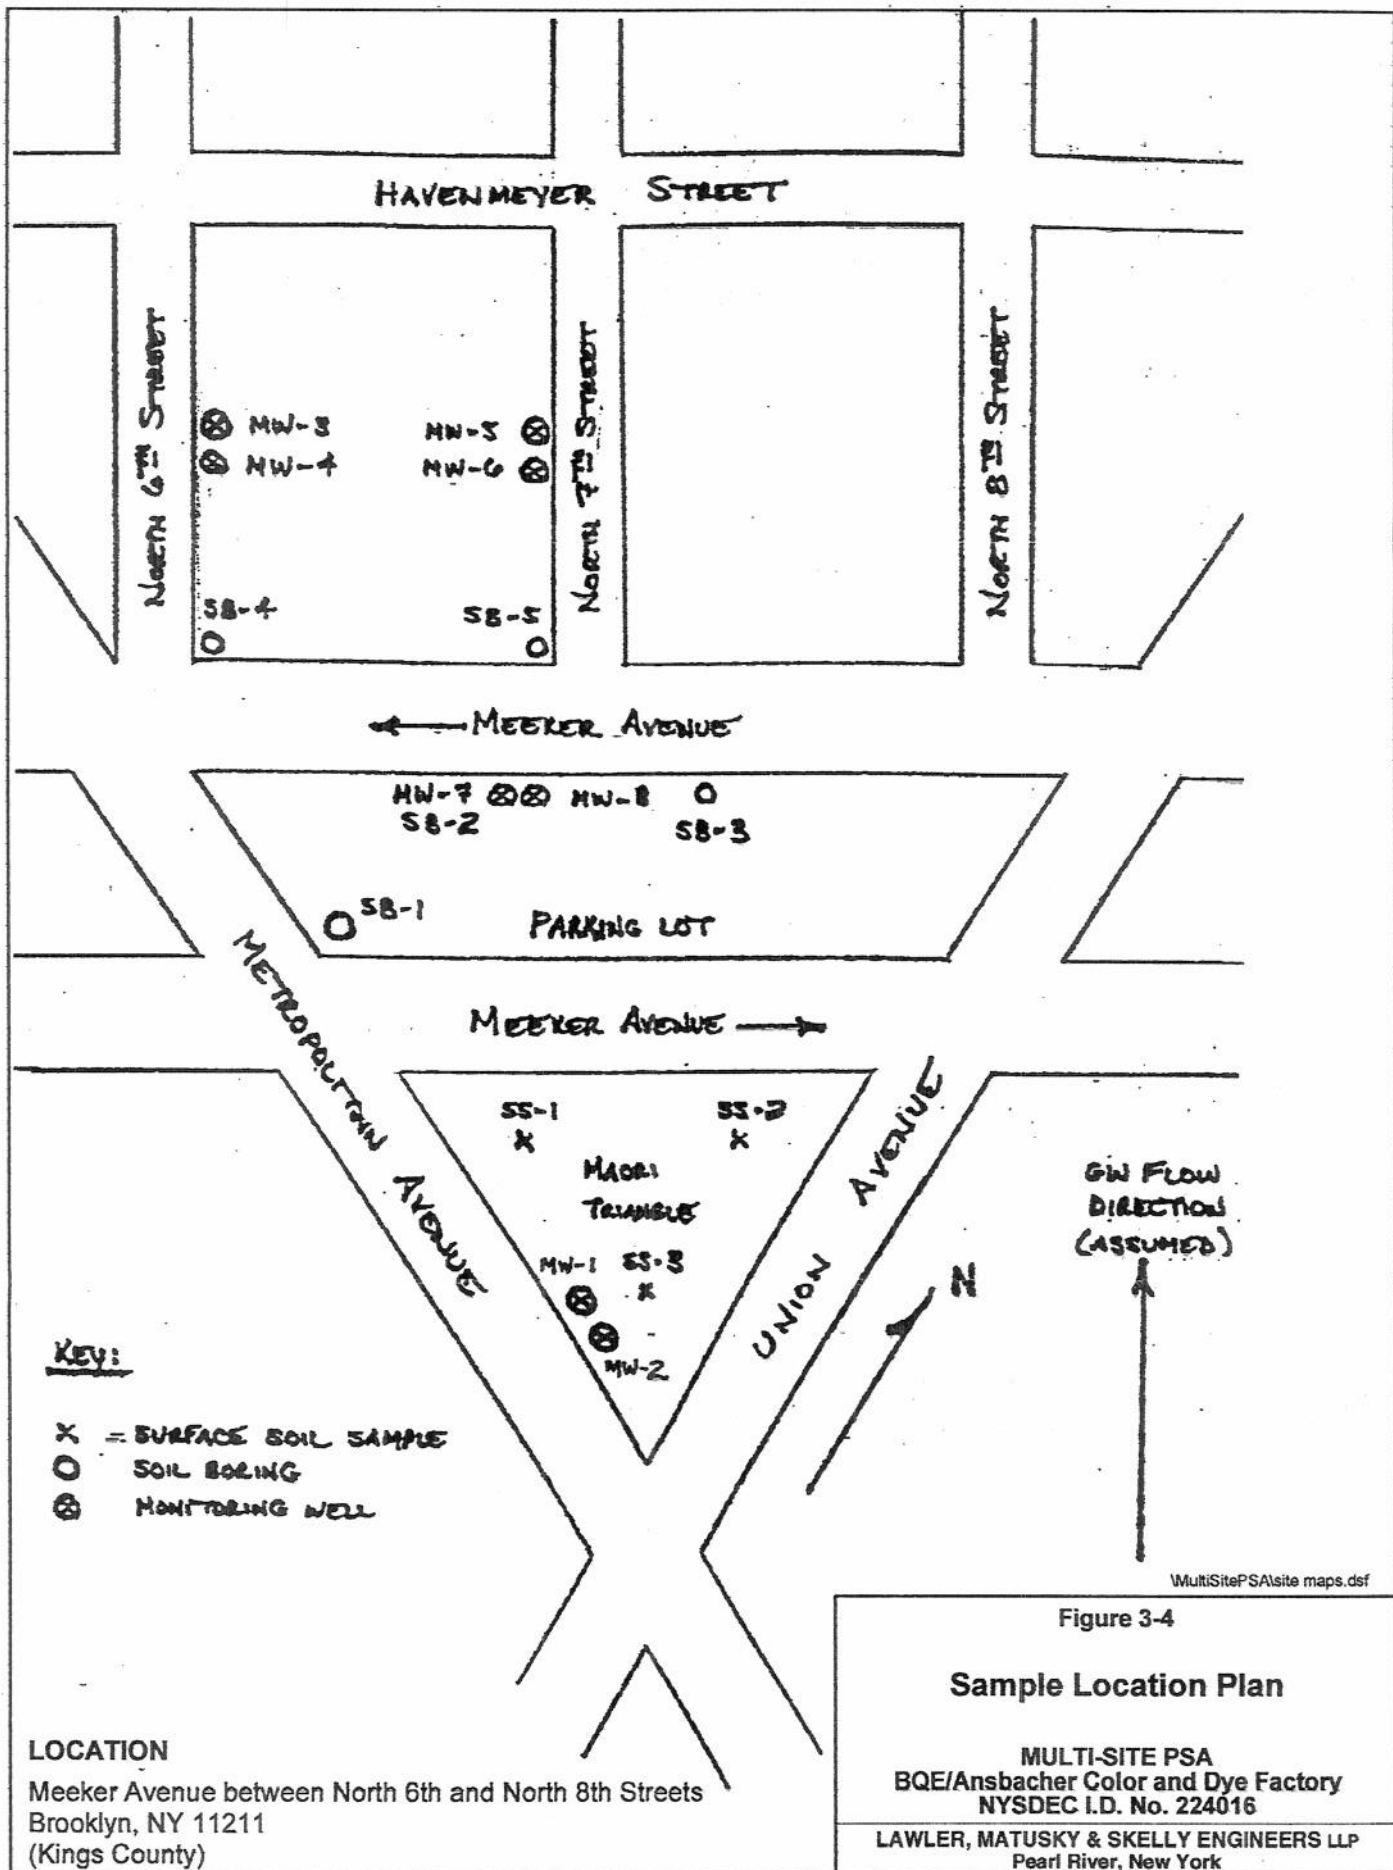 HAVENMEYER STREET
NORTH 6TH STREET
NORTH 7TH STREET
NORTH 8TH STREET
MW-3
MW-4
MW-5
MW-6
SB-4
SB-5
MEEKER AVENUE
MW-7
MW-8
SB-2
SB-3
SB-1
PARKING LOT
METROPOLITAN AVENUE
MEEKER AVENUE
SS-1
SS-2
MAORI
TRIANGLE
MW-1
SS-3
MW-2
UNION AVENUE
N
GW FLOW
DIRECTION
(ASSUMED)
KEY:
X = SURFACE SOIL SAMPLE
SOIL BORING
MONITORING WELL
\MultiSitePSA\site maps.dsf
Figure 3-4
Sample Location Plan
MULTI-SITE PSA
BQE/Ansbacher Color and Dye Factory
NYSDEC I.D. No. 224016
LAWLER, MATUSKY & SKELLY ENGINEERS LLP
Pearl River, New York
LOCATION
Meeker Avenue between North 6th and North 8th Streets
Brooklyn, NY 11211
(Kings County)